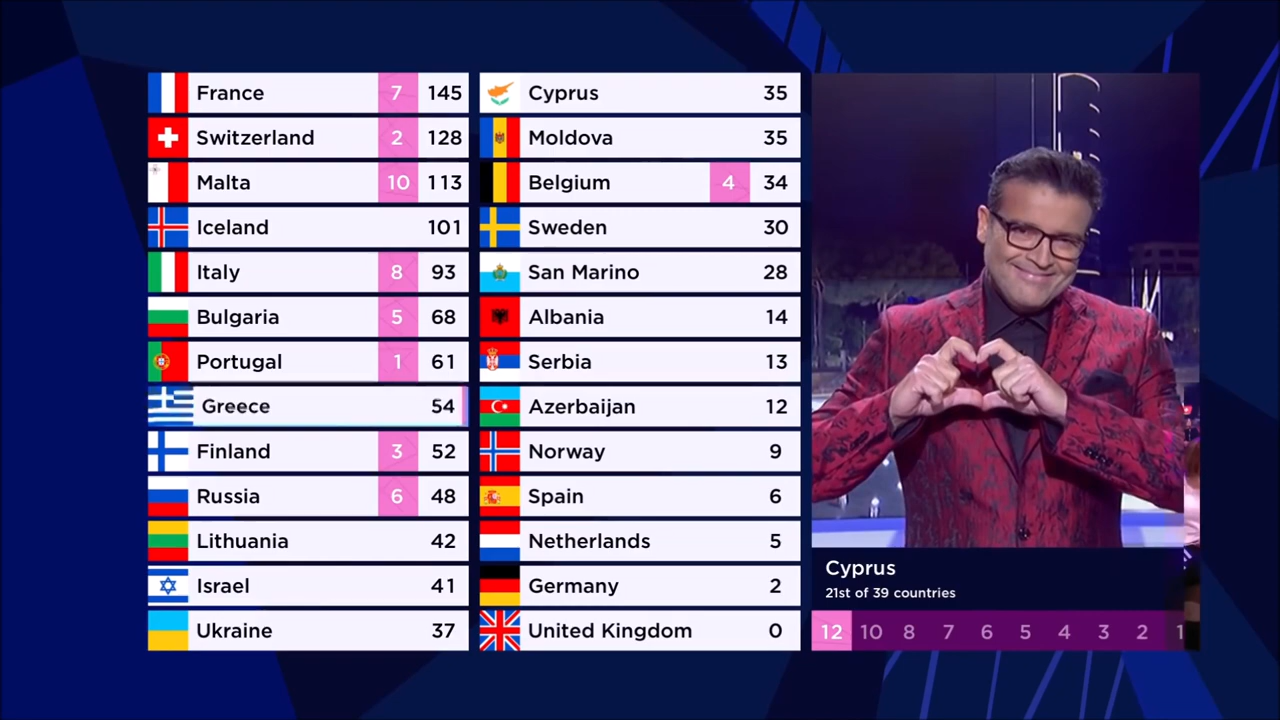 France 7 145
Switzerland 2 128
Malta 10 113
Iceland 101
Italy 8 93
Bulgaria 5 68
Portugal 1 61
Greece 54
Finland 3 52
Russia 6 48
Lithuania 42
Israel 41
Ukraine 37
Cyprus 35
Moldova 35
Belgium 4 34
Sweden 30
San Marino 28
Albania 14
Serbia 13
Azerbaijan 12
Norway 9
Spain 6
Netherlands 5
Germany 2
United Kingdom 0
Cyprus
21st of 39 countries
12 10 8 7 6 5 4 3 2 1